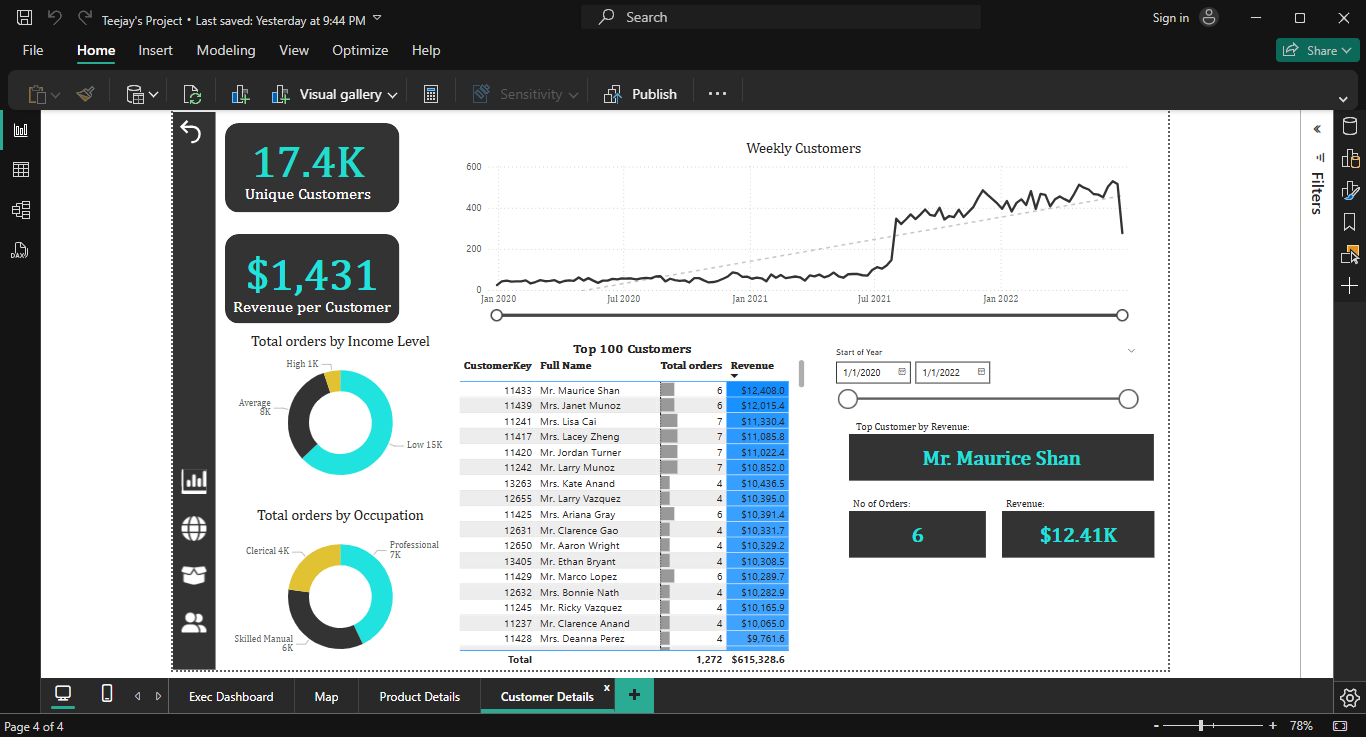 Teejay's Project • Last saved: Yesterday at 9:44 PM
Search
Sign in
File Home Insert Modeling View Optimize Help
Share
Visual gallery
Sensitivity
Publish
17.4K
Unique Customers
$1,431
Revenue per Customer
Weekly Customers
600
400
200
0
Jan 2020 Jul 2020 Jan 2021 Jul 2021 Jan 2022
Total orders by Income Level
High 1K
Average
8K
Low 15K
Total orders by Occupation
Clerical 4K
Professional
7K
Skilled Manual
6K
Top 100 Customers
CustomerKey Full Name Total orders Revenue
11433 Mr. Maurice Shan 6 $12,408.0
11439 Mrs. Janet Munoz 6 $12,015.4
11241 Mrs. Lisa Cai 7 $11,330.4
11417 Mrs. Lacey Zheng 7 $11,085.8
11420 Mr. Jordan Turner 7 $11,022.4
11242 Mr. Larry Munoz 7 $10,852.0
13263 Mrs. Kate Anand 4 $10,436.5
12655 Mr. Larry Vazquez 4 $10,395.0
11425 Mrs. Ariana Gray 6 $10,391.4
12631 Mr. Clarence Gao 4 $10,331.7
12650 Mr. Aaron Wright 4 $10,329.2
13405 Mr. Ethan Bryant 4 $10,308.5
11429 Mr. Marco Lopez 6 $10,289.7
12632 Mrs. Bonnie Nath 4 $10,282.9
11245 Mr. Ricky Vazquez 4 $10,165.9
11237 Mr. Clarence Anand 4 $10,065.0
11428 Mrs. Deanna Perez 4 $9,761.6
Total 1,272 $615,328.6
Start of Year
1/1/2020 1/1/2022
Top Customer by Revenue:
Mr. Maurice Shan
No of Orders:
6
Revenue:
$12.41K
Filters
DAX
Exec Dashboard Map Product Details Customer Details x +
Page 4 of 4
- + 78%